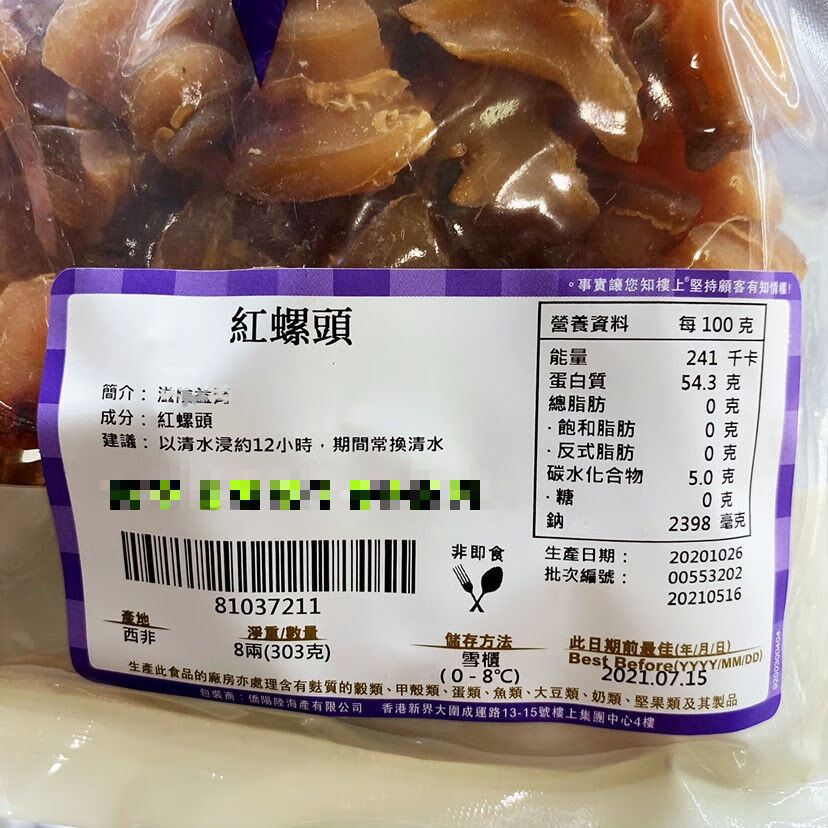 。事實讓您知樓上®堅持顧客有知情權!
紅螺頭
簡介：
成分：紅螺頭
建議：以清水浸約12小時，期間常換清水
營養資料 每 100 克
能量 241 千卡
蛋白質 54.3 克
總脂肪 0 克
·飽和脂肪 0 克
·反式脂肪 0 克
碳水化合物 5.0 克
·糖 0 克
鈉 2398 毫克
81037211
非即食
生產日期： 20201026
批次編號： 00553202
20210516
產地
西非
淨重/數量
8兩(303克)
儲存方法
雪櫃
(0-8℃)
此日期前最佳(年/月/日)
Best Before(YYYY/MM/DD)
2021.07.15
生產此食品的廠房亦處理含有麩質的穀類、甲殼類、蛋類、魚類、大豆類、奶類、堅果類及其製品
包裝商：僑陽陸海產有限公司 香港新界大圍成運路13-15號樓上集團中心4樓
9200300404